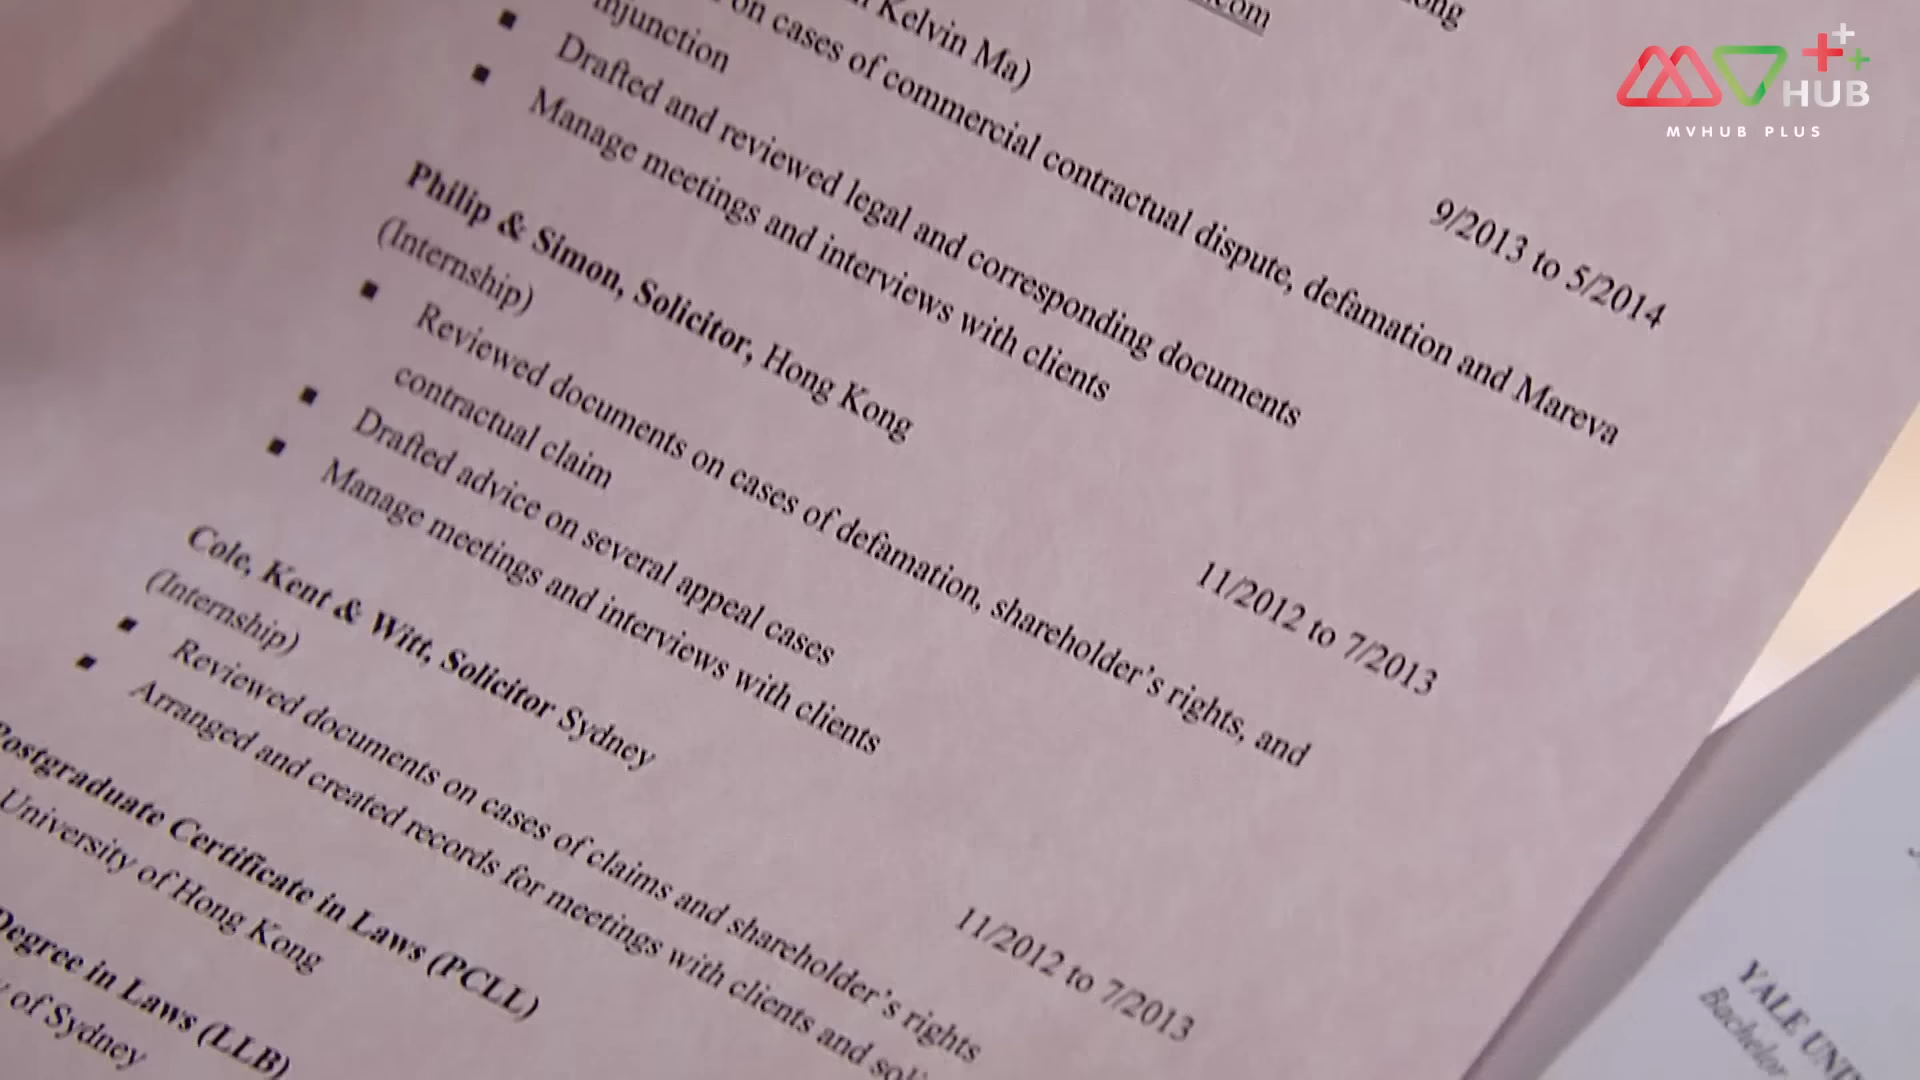 Kelvin Ma)
9/2013 to 5/2014
on cases of commercial contractual dispute, defamation and Mareva
injunction
■ Drafted and reviewed legal and corresponding documents
■ Manage meetings and interviews with clients
Philip & Simon, Solicitor, Hong Kong
11/2012 to 7/2013
(Internship)
■ Reviewed documents on cases of defamation, shareholder's rights, and
contractual claim
■ Drafted advice on several appeal cases
■ Manage meetings and interviews with clients
Cole, Kent & Witt, Solicitor Sydney
11/2012 to 7/2013
(Internship)
■ Reviewed documents on cases of claims and shareholder's rights
■ Arranged and created records for meetings with clients and
Postgraduate Certificate in Laws (PCLL)
University of Hong Kong
Degree in Laws (LLB)
of Sydney
YALE
Bachelor
MV HUB
MVHUB PLUS